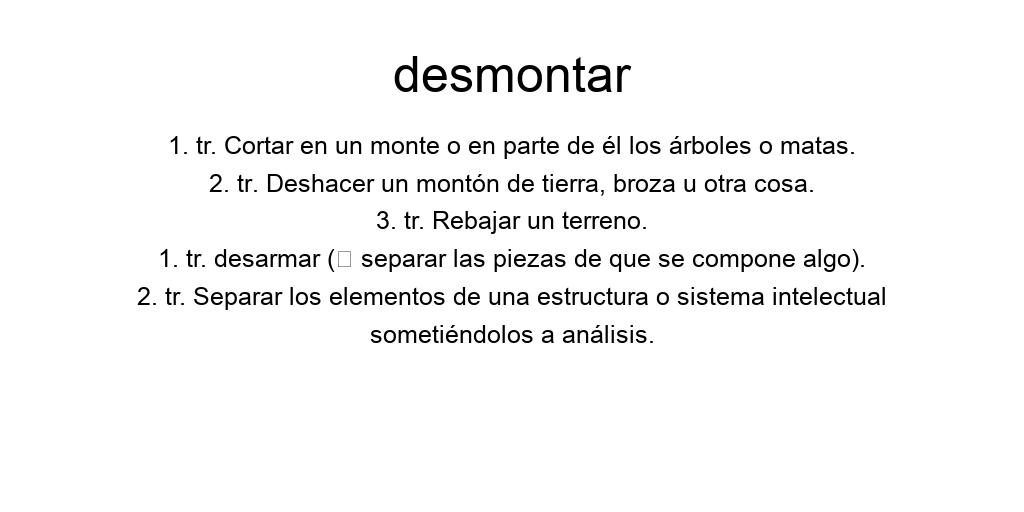 desmontar
1. tr. Cortar en un monte o en parte de él los árboles o matas.
2. tr. Deshacer un montón de tierra, broza u otra cosa.
3. tr. Rebajar un terreno.
1. tr. desarmar (□ separar las piezas de que se compone algo).
2. tr. Separar los elementos de una estructura o sistema intelectual
sometiéndolos a análisis.